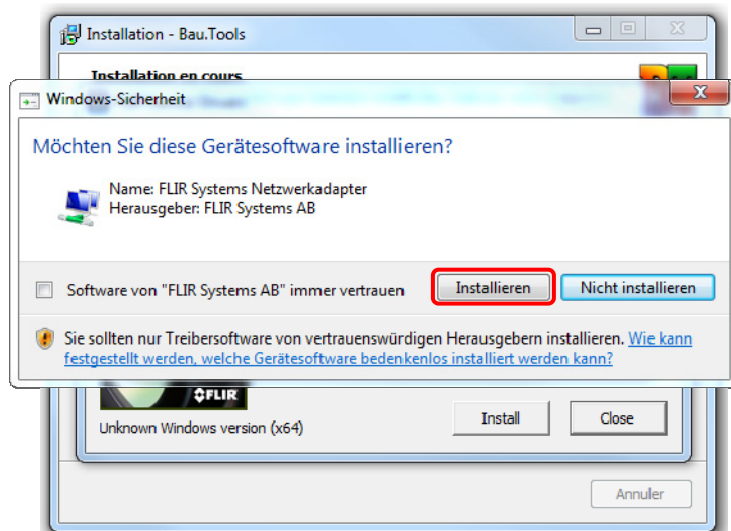 Installation - Bau.Tools
Installation en cours
Windows-Sicherheit
Möchten Sie diese Gerätesoftware installieren?
Name: FLIR Systems Netzwerkadapter
Herausgeber: FLIR Systems AB
Software von "FLIR Systems AB" immer vertrauen
Installieren
Nicht installieren
Sie sollten nur Treibersoftware von vertrauenswürdigen Herausgebern installieren. Wie kann
festgestellt werden, welche Gerätesoftware bedenkenlos installiert werden kann?
FLIR
Unknown Windows version (x64)
Install
Close
Annuler